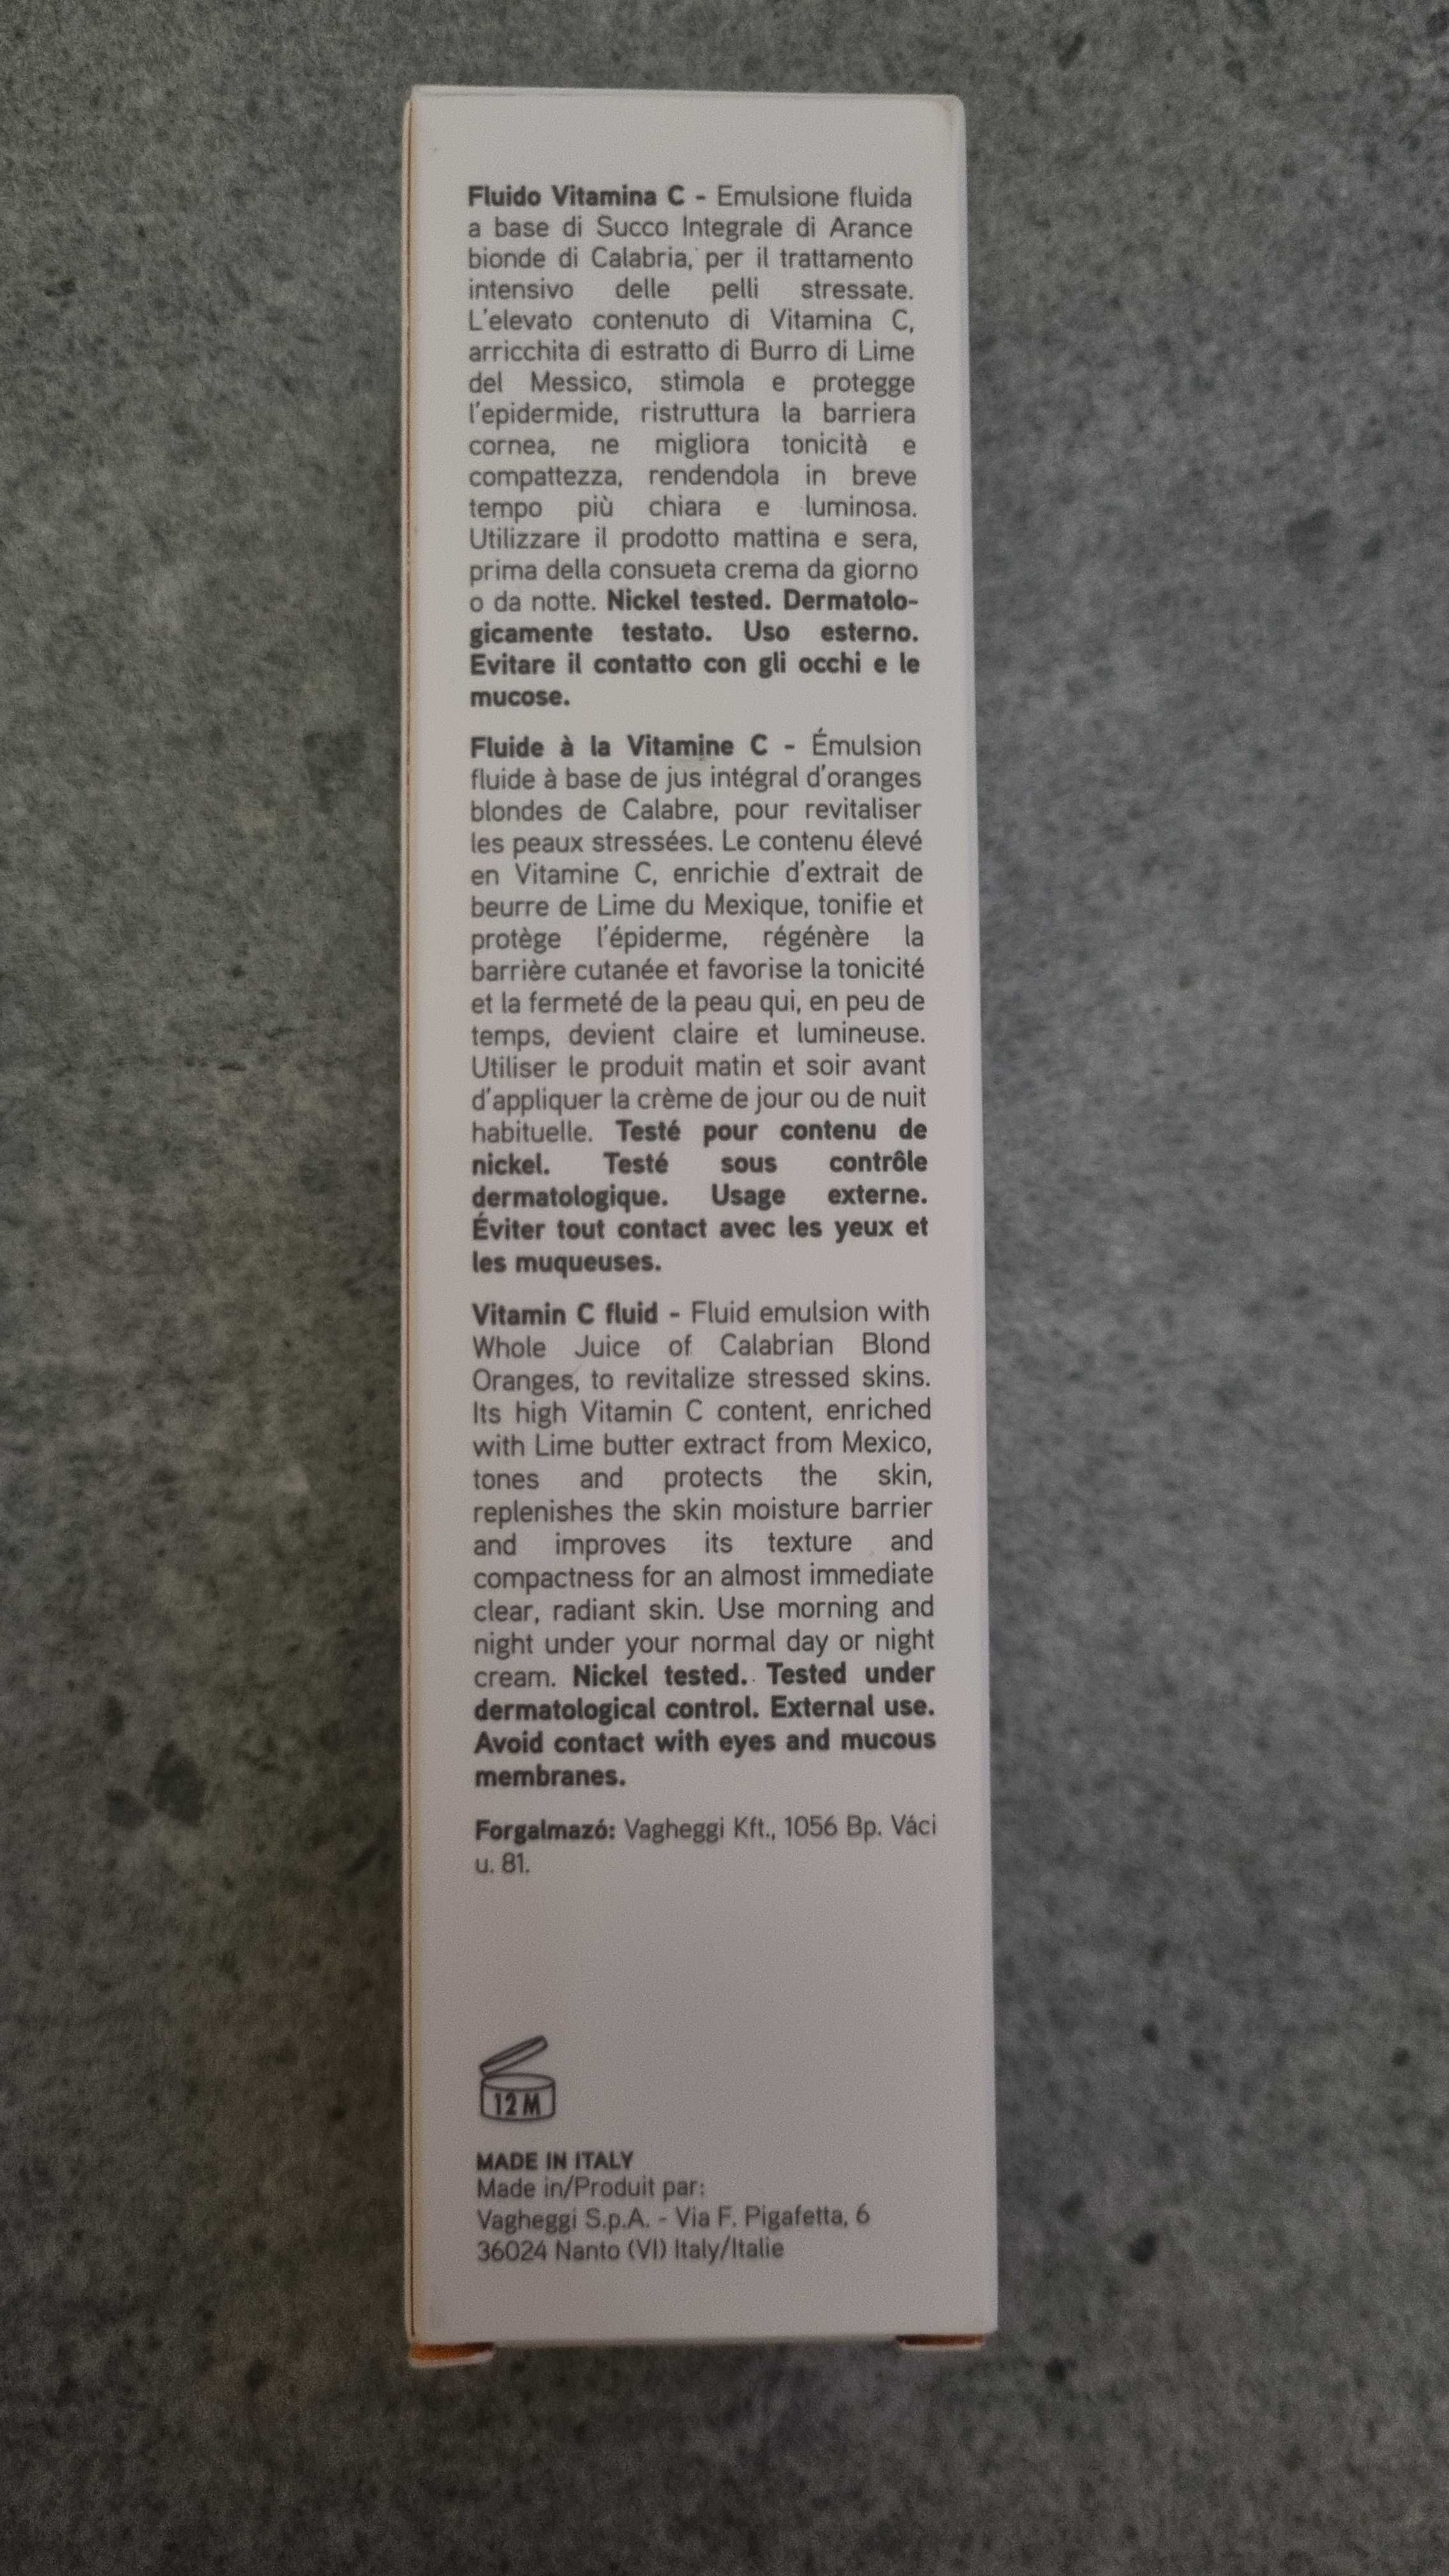 Fluido Vitamina C - Emulsione fluida
a base di Succo Integrale di Arance
bionde di Calabria, per il trattamento
intensivo delle pelli stressate.
L'elevato contenuto di Vitamina C,
arricchita di estratto di Burro di Lime
del Messico, stimola e protegge
l'epidermide, ristruttura la barriera
cornea, ne migliora tonicità e
compattezza, rendendola in breve
tempo più chiara e luminosa.
Utilizzare il prodotto mattina e sera,
prima della consueta crema da giorno
o da notte. Nickel tested. Dermatolo-
gicamente testato. Uso esterno.
Evitare il contatto con gli occhi e le
mucose.
Fluide à la Vitamine C - Émulsion
fluide à base de jus intégral d'oranges
blondes de Calabre, pour revitaliser
les peaux stressées. Le contenu élevé
en Vitamine C, enrichie d'extrait de
beurre de Lime du Mexique, tonifie et
protège l'épiderme, régénère la
barrière cutanée et favorise la tonicité
et la fermeté de la peau qui, en peu de
temps, devient claire et lumineuse.
Utiliser le produit matin et soir avant
d'appliquer la crème de jour ou de nuit
habituelle. Testé pour contenu de
nickel. Testé sous contrôle
dermatologique. Usage externe.
Éviter tout contact avec les yeux et
les muqueuses.
Vitamin C fluid - Fluid emulsion with
Whole Juice of Calabrian Blond
Oranges, to revitalize stressed skins.
Its high Vitamin C content, enriched
with Lime butter extract from Mexico,
tones and protects the skin,
replenishes the skin moisture barrier
and improves its texture and
compactness for an almost immediate
clear, radiant skin. Use morning and
night under your normal day or night
cream. Nickel tested. Tested under
dermatological control. External use.
Avoid contact with eyes and mucous
membranes.
Forgalmazó: Vagheggi Kft., 1056 Bp. Váci
u. 81.
12 M
MADE IN ITALY
Made in/Produit par:
Vagheggi S.p.A. - Via F. Pigafetta, 6
36024 Nanto (VI) Italy/Italie